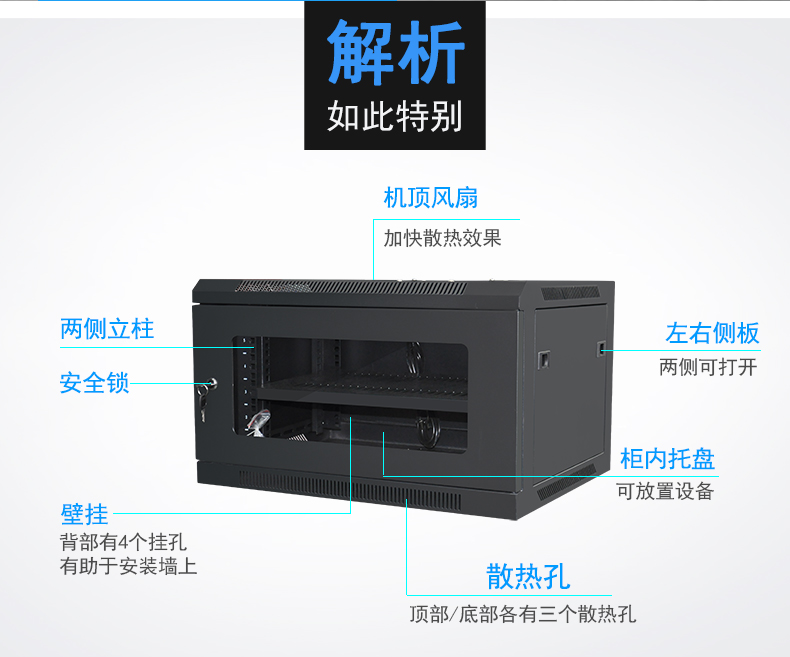 解析
如此特别
机顶风扇
加快散热效果
两侧立柱
左右侧板
两侧可打开
安全锁
柜内托盘
可放置设备
壁挂
背部有4个挂孔
有助于安装墙上
散热孔
顶部/底部各有三个散热孔